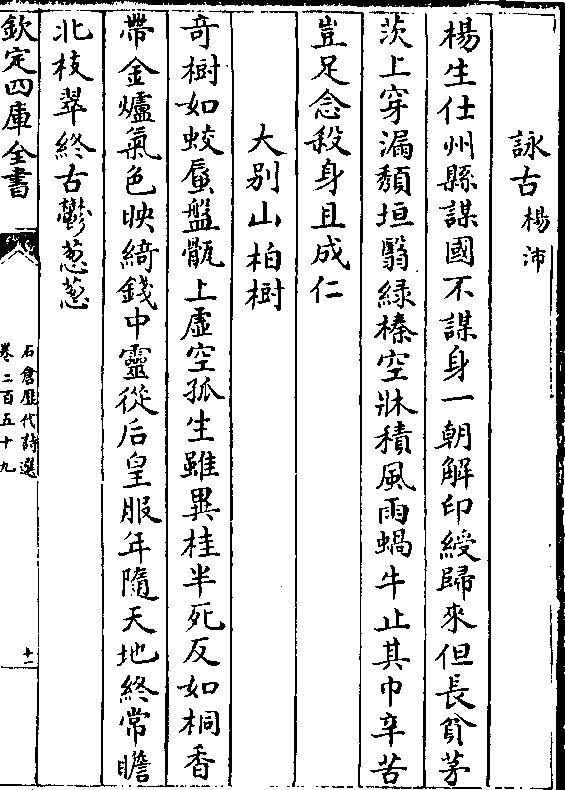 詠古楊沛
楊生仕州縣謀國不謀身一朝解印綬歸來但長貧茅
茨上穿漏頽垣翳緑榛空牀積風雨蝸牛止其巾辛苦
豈足念殺身且成仁
大别山柏樹
竒樹如蛟蜃盤骩上虛空孤生雖異桂半死反如桐香
帶金爐氣色映綺錢中靈從后皇服年隨天地終常瞻
北枝翠終古鬱葱葱
欽定四庫全書
石倉歷代詩選
卷二百五十九
十一